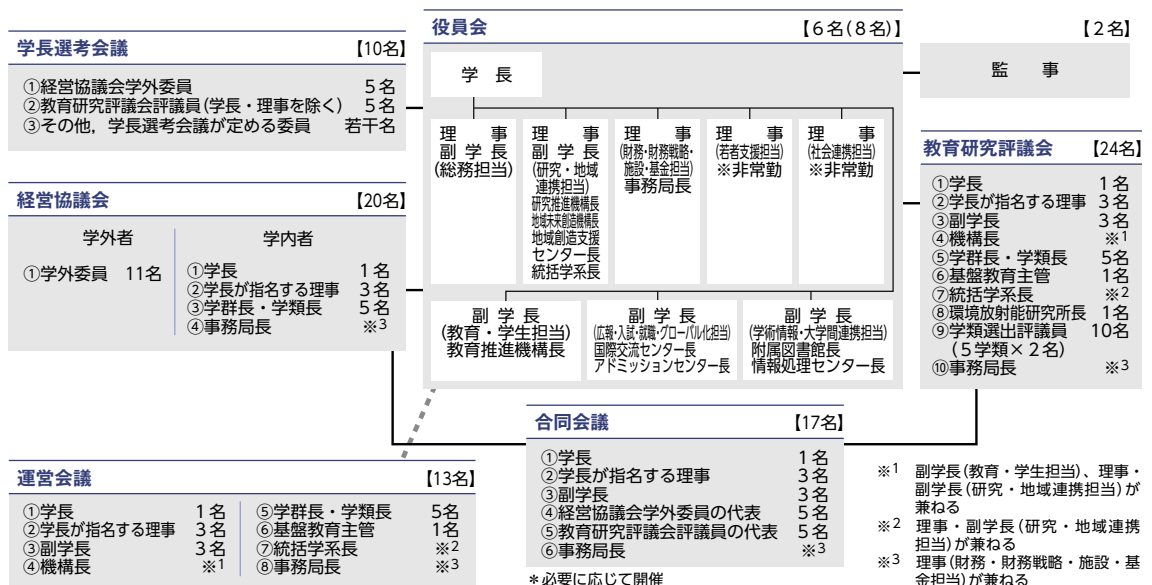 学長選考会議 【10名】
①経営協議会学外委員 5名
②教育研究評議会評議員(学長・理事を除く) 5名
③その他，学長選考会議が定める委員 若干名
経営協議会 【20名】
学外者
①学外委員 11名
学内者
①学長 1名
②学長が指名する理事 3名
③学群長・学類長 5名
④事務局長 ※3
役員会 【6名(8名)】
学 長
理 事
副 学 長
(総務担当)
理 事
副 学 長
(研究・地域
連携担当)
研究推進機構長
地域未来創造機構長
地域創造支援
センター長
統括学系長
理 事
(財務・財務戦略・
施設・基金担当)
事務局長
理 事
(若者支援担当)
※非常勤
理 事
(社会連携担当)
※非常勤
副 学 長
(教育・学生担当)
教育推進機構長
副 学 長
(広報・入試・就職・グローバル化担当)
国際交流センター長
アドミッションセンター長
副 学 長
(学術情報・大学間連携担当)
附属図書館長
情報処理センター長
【2名】
監 事
教育研究評議会 【24名】
①学長 1名
②学長が指名する理事 3名
③副学長 3名
④機構長 ※1
⑤学群長・学類長 5名
⑥基盤教育主管 1名
⑦統括学系長 ※2
⑧環境放射能研究所長 1名
⑨学類選出評議員 10名
(5学類×2名)
⑩事務局長 ※3
運営会議 【13名】
①学長 1名
②学長が指名する理事 3名
③副学長 3名
④機構長 ※1
⑤学群長・学類長 5名
⑥基盤教育主管 1名
⑦統括学系長 ※2
⑧事務局長 ※3
合同会議 【17名】
①学長 1名
②学長が指名する理事 3名
③副学長 3名
④経営協議会学外委員の代表 5名
⑤教育研究評議会評議員の代表 5名
⑥事務局長 ※3
＊必要に応じて開催
※1 副学長(教育・学生担当)、理事・
副学長(研究・地域連携担当)が
兼ねる
※2 理事・副学長(研究・地域連携
担当)が兼ねる
※3 理事(財務・財務戦略・施設・基
金担当)が兼ねる